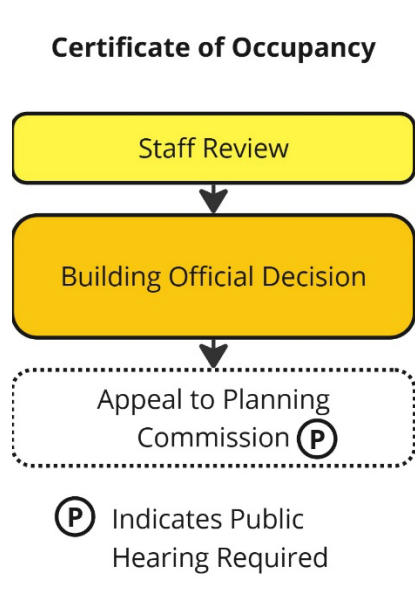 Certificate of Occupancy
Staff Review
Building Official Decision
Appeal to Planning
Commission P
P Indicates Public
Hearing Required